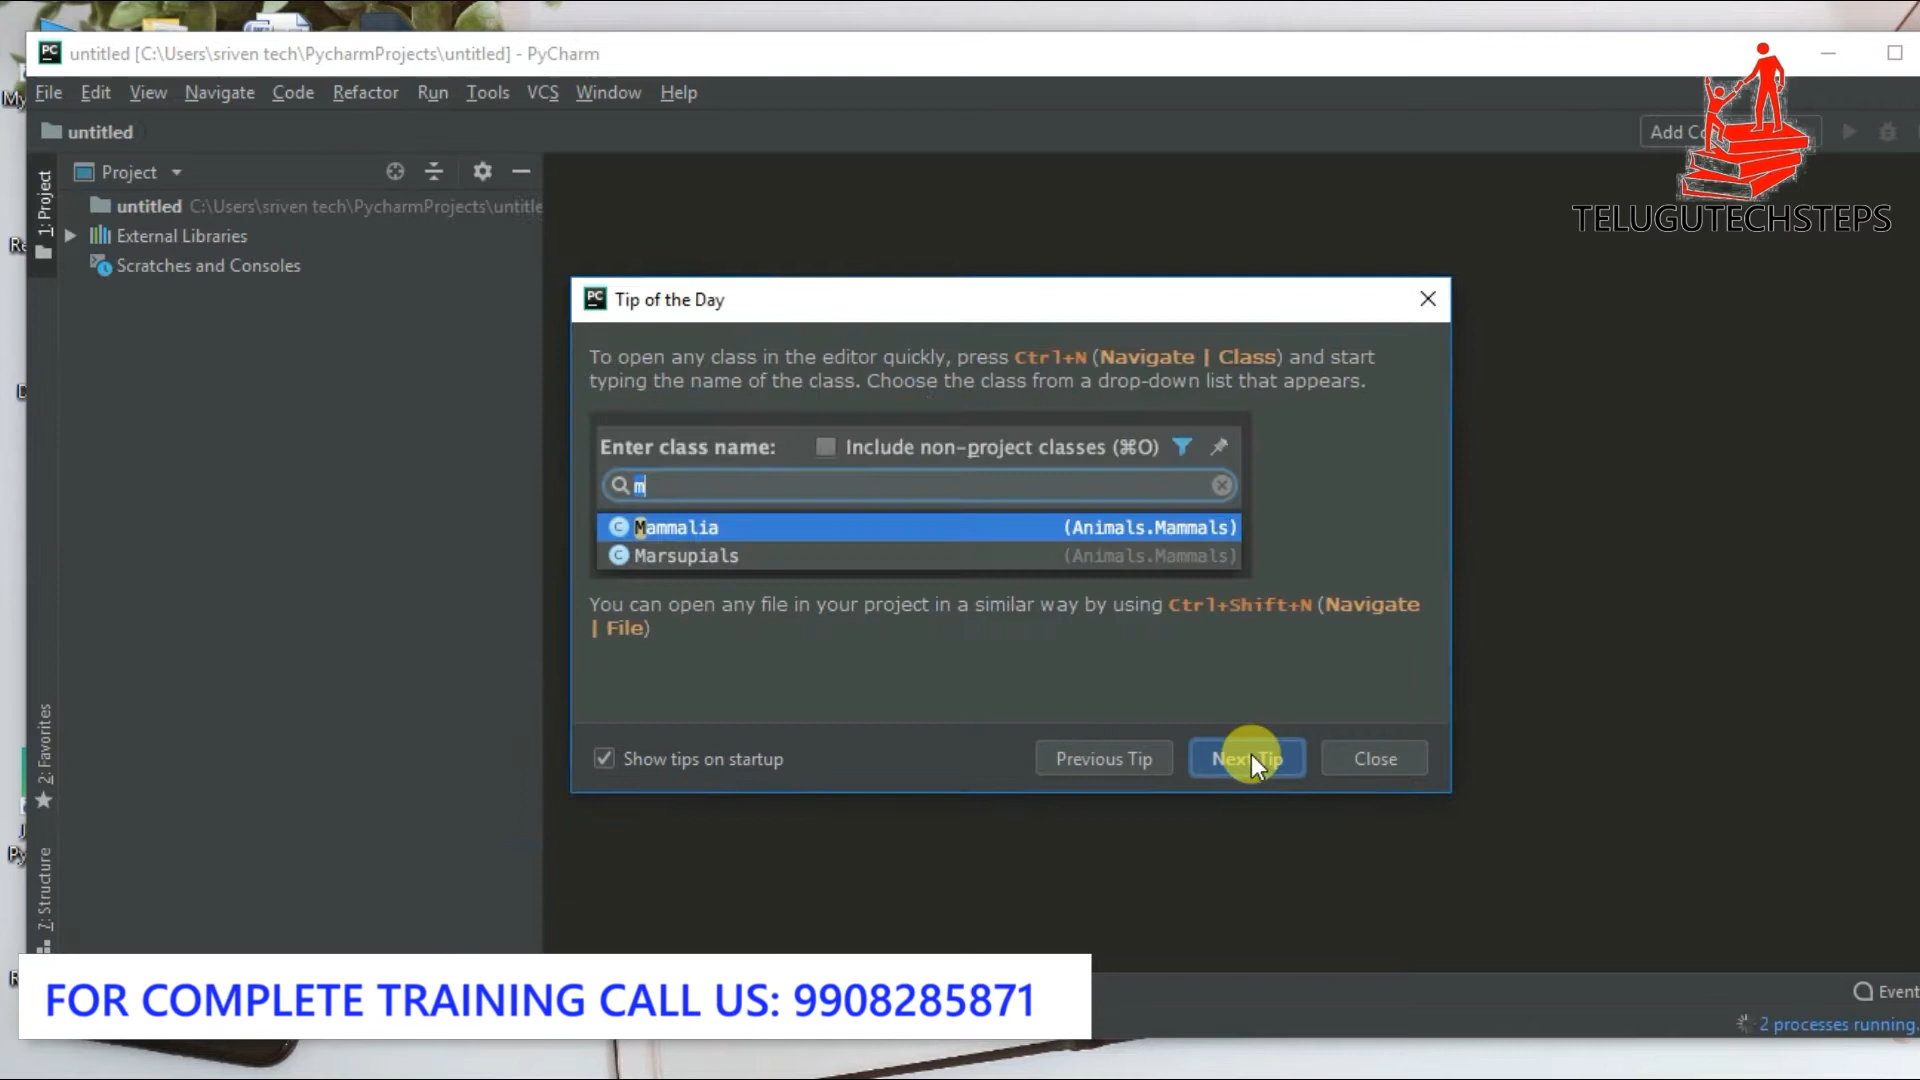 untitled [C:\Users\sriven tech\PycharmProjects\untitled] - PyCharm
File Edit View Navigate Code Refactor Run Tools VCS Window Help
untitled
Add Co
TELUGUTECHSTEPS
1: Project
Project
untitled C:\Users\sriven tech\PycharmProjects\untitle
External Libraries
Scratches and Consoles
Tip of the Day
To open any class in the editor quickly, press Ctrl+N (Navigate | Class) and start
typing the name of the class. Choose the class from a drop-down list that appears.
Enter class name: Include non-project classes (⌘O)
m
Mammalia (Animals.Mammals)
Marsupials (Animals.Mammals)
You can open any file in your project in a similar way by using Ctrl+Shift+N (Navigate
| File)
Show tips on startup
Previous Tip
Next Tip
Close
2: Favorites
7: Structure
FOR COMPLETE TRAINING CALL US: 9908285871
Event
2 processes running.